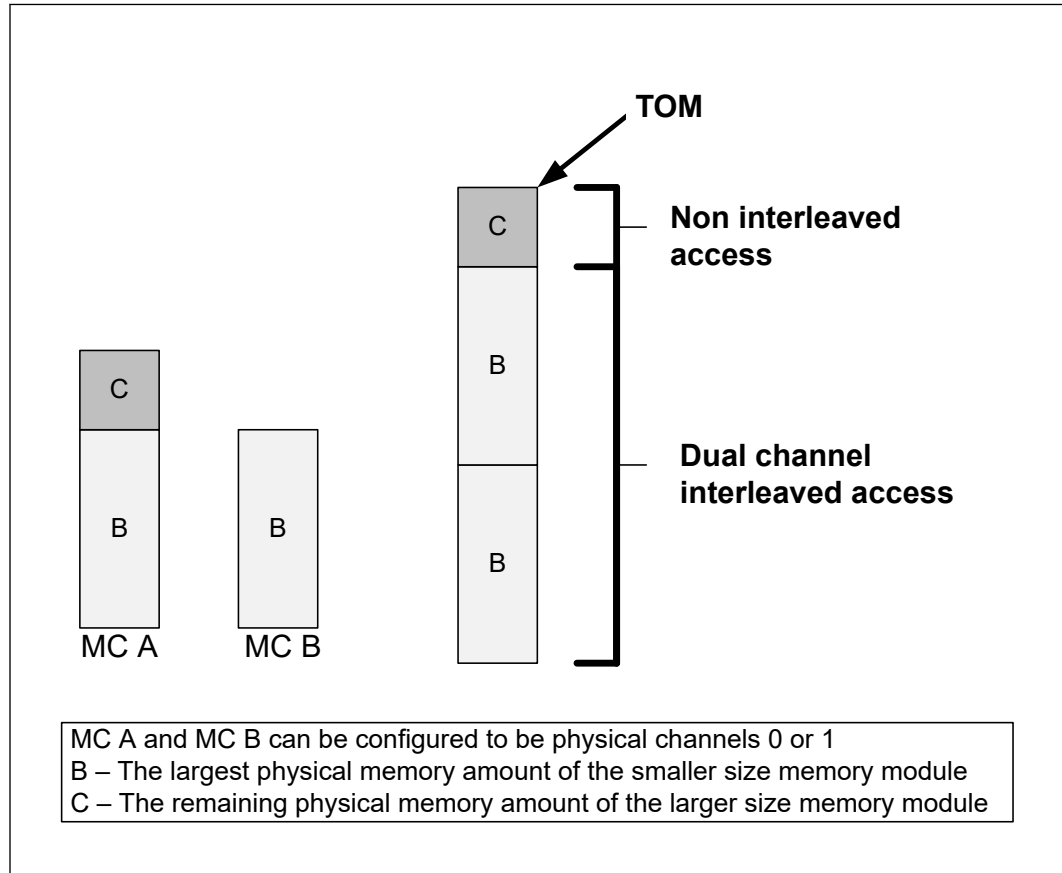 TOM
C
Non interleaved
access
B
C
B
B
Dual channel
interleaved access
B
MC A
MC B
MC A and MC B can be configured to be physical channels 0 or 1
B – The largest physical memory amount of the smaller size memory module
C – The remaining physical memory amount of the larger size memory module